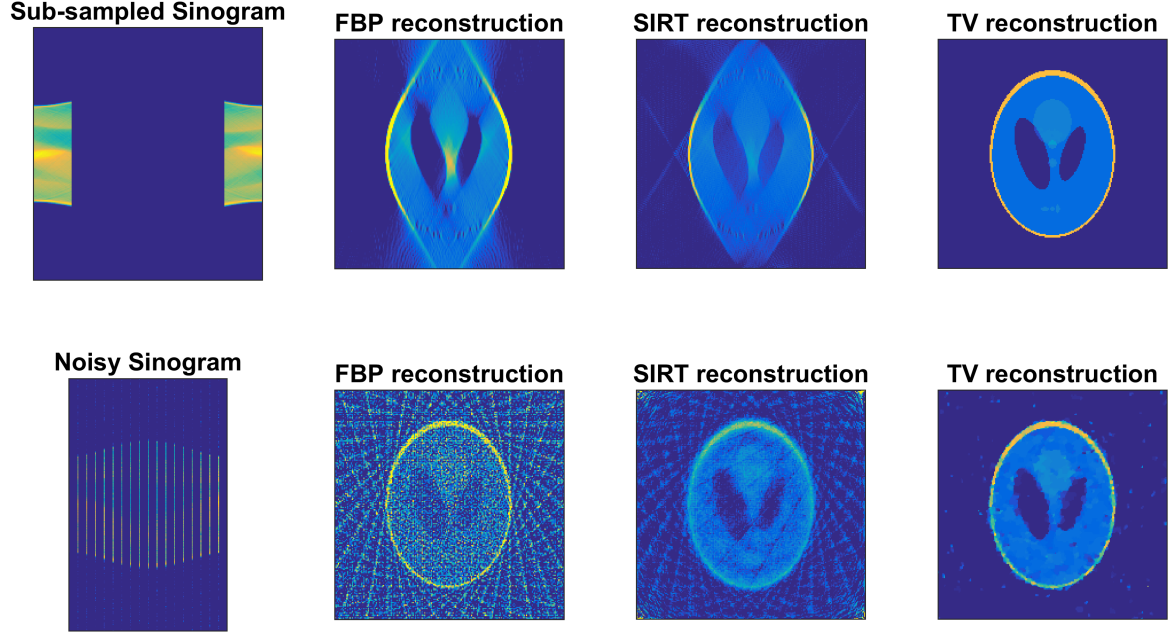 Sub-sampled Sinogram
FBP reconstruction
SIRT reconstruction
TV reconstruction
Noisy Sinogram
FBP reconstruction
SIRT reconstruction
TV reconstruction